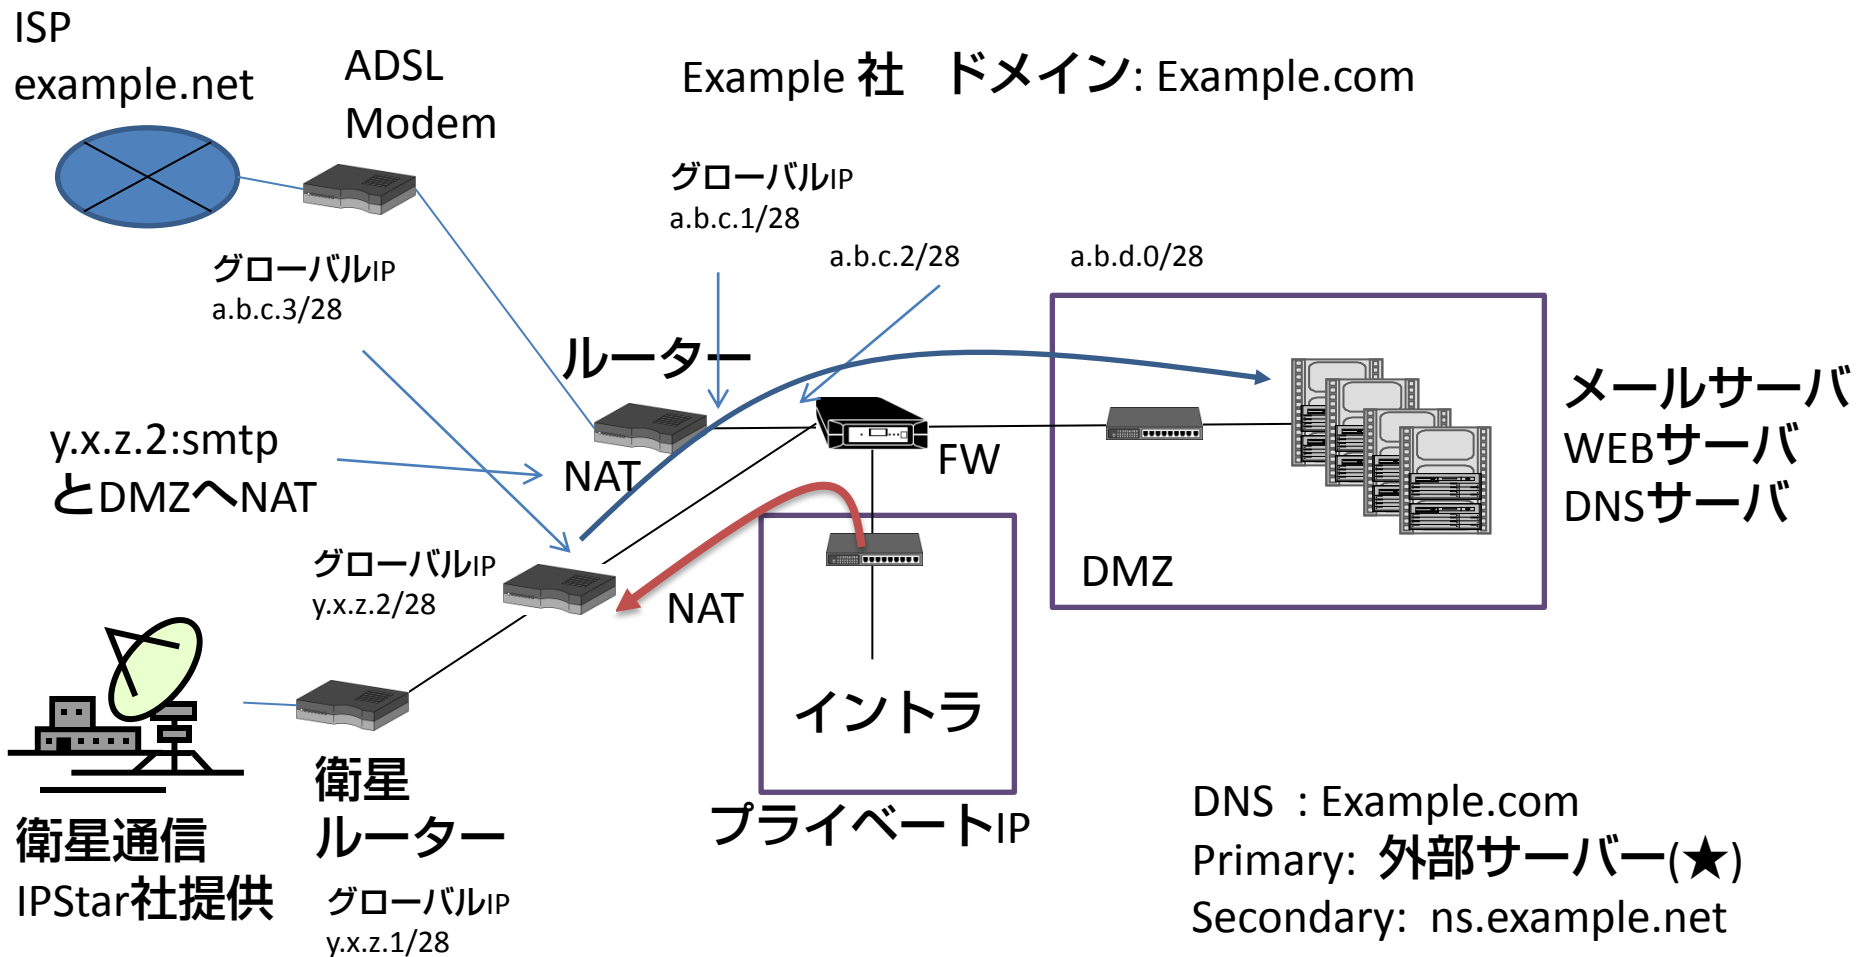 ISP
example.net
ADSL
Modem
Example 社　ドメイン: Example.com
グローバルIP
a.b.c.1/28
a.b.c.2/28
a.b.d.0/28
グローバルIP
a.b.c.3/28
ルーター
NAT
FW
y.x.z.2:smtp
とDMZへNAT
メールサーバ
WEBサーバ
DNSサーバ
グローバルIP
y.x.z.2/28
NAT
DMZ
イントラ
プライベートIP
衛星通信
IPStar社提供
衛星
ルーター
グローバルIP
y.x.z.1/28
DNS : Example.com
Primary: 外部サーバー(★)
Secondary: ns.example.net